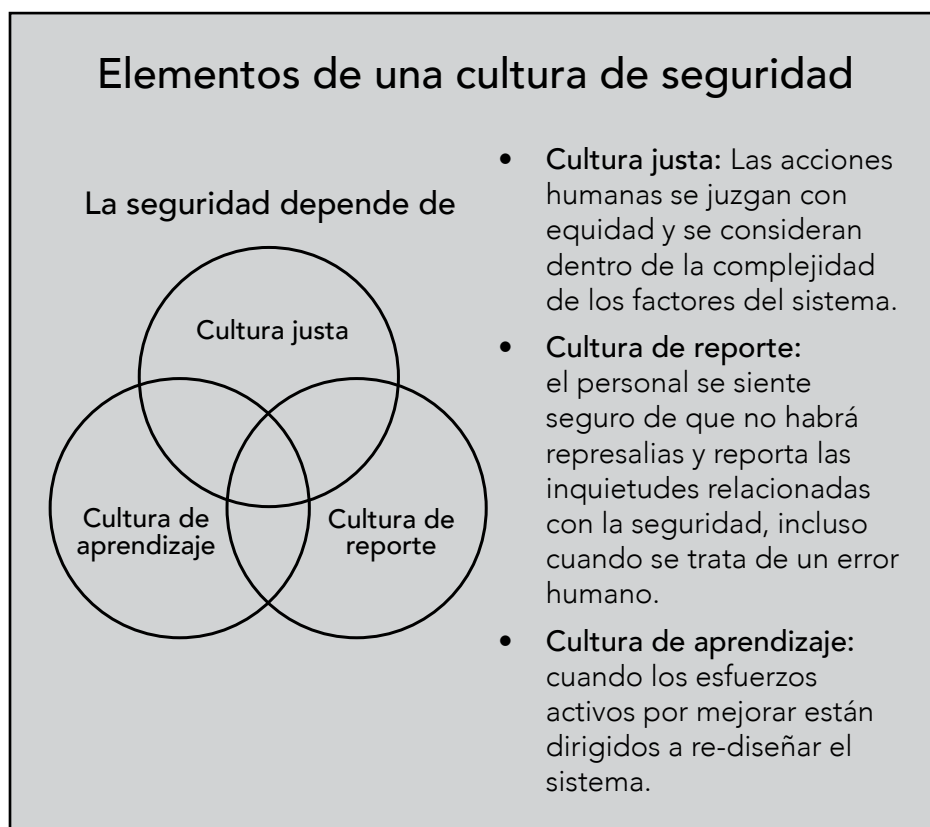 Elementos de una cultura de seguridad
La seguridad depende de
Cultura justa
Cultura de
aprendizaje
Cultura de
reporte
• Cultura justa: Las acciones
humanas se juzgan con
equidad y se consideran
dentro de la complejidad
de los factores del sistema.
• Cultura de reporte:
el personal se siente
seguro de que no habrá
represalias y reporta las
inquietudes relacionadas
con la seguridad, incluso
cuando se trata de un error
humano.
• Cultura de aprendizaje:
cuando los esfuerzos
activos por mejorar están
dirigidos a re-diseñar el
sistema.